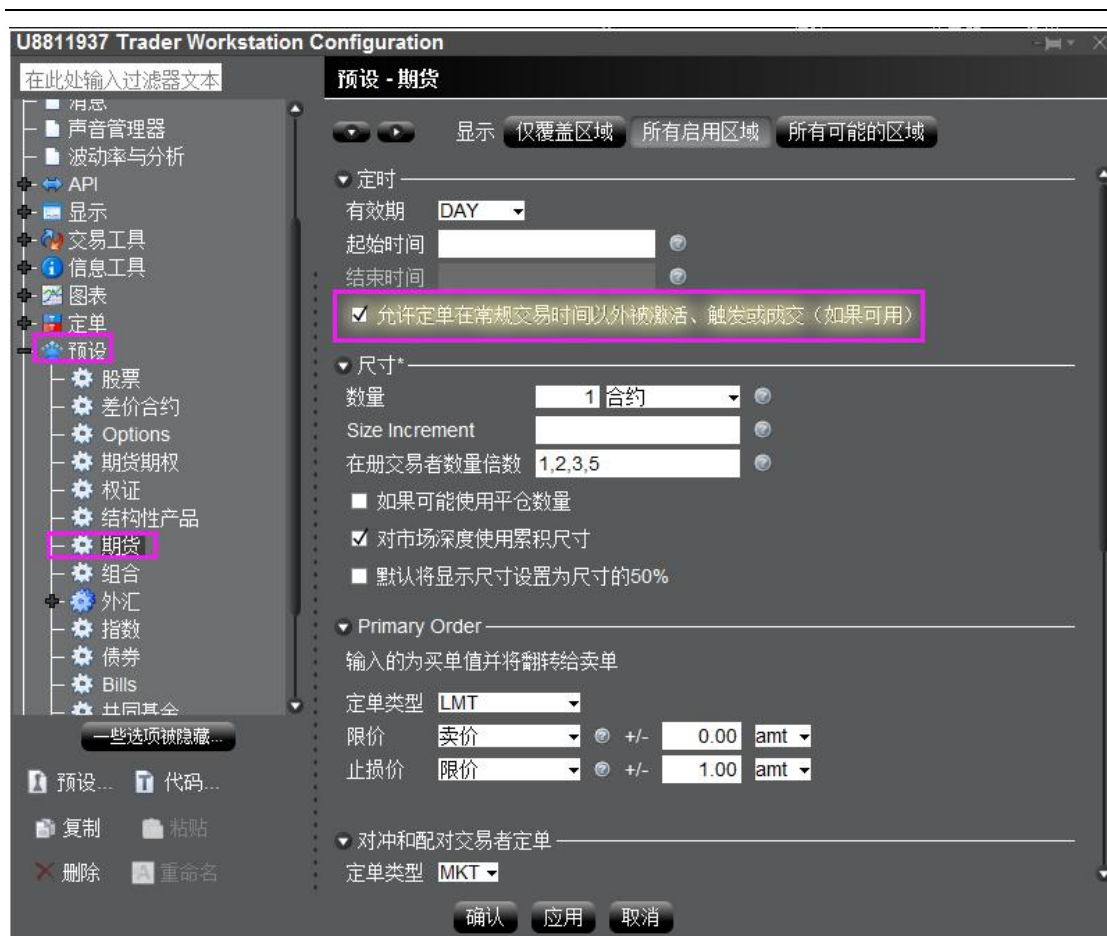 U8811937 Trader Workstation Configuration
在此处输入过滤器文本
消息
声音管理器
波动率与分析
API
显示
交易工具
信息工具
图表
定单
预设
股票
差价合约
Options
期货期权
权证
结构性产品
期货
组合
外汇
指数
债券
Bills
共同基金
一些选项被隐藏...
预设... 代码...
复制 粘贴
删除 重命名
预设 - 期货
显示 仅覆盖区域 所有启用区域 所有可能的区域
定时
有效期 DAY
起始时间
结束时间
允许定单在常规交易时间以外被激活、触发或成交（如果可用）
尺寸*
数量 1 合约
Size Increment
在册交易者数量倍数 1,2,3,5
如果可能使用平仓数量
对市场深度使用累积尺寸
默认将显示尺寸设置为尺寸的50%
Primary Order
输入的为买单值并将翻转给卖单
定单类型 LMT
限价 卖价 +/- 0.00 amt
止损价 限价 +/- 1.00 amt
对冲和配对交易者定单
定单类型 MKT
确认 应用 取消